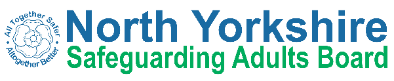 All Together Safer
Altogether Better
North Yorkshire
Safeguarding Adults Board